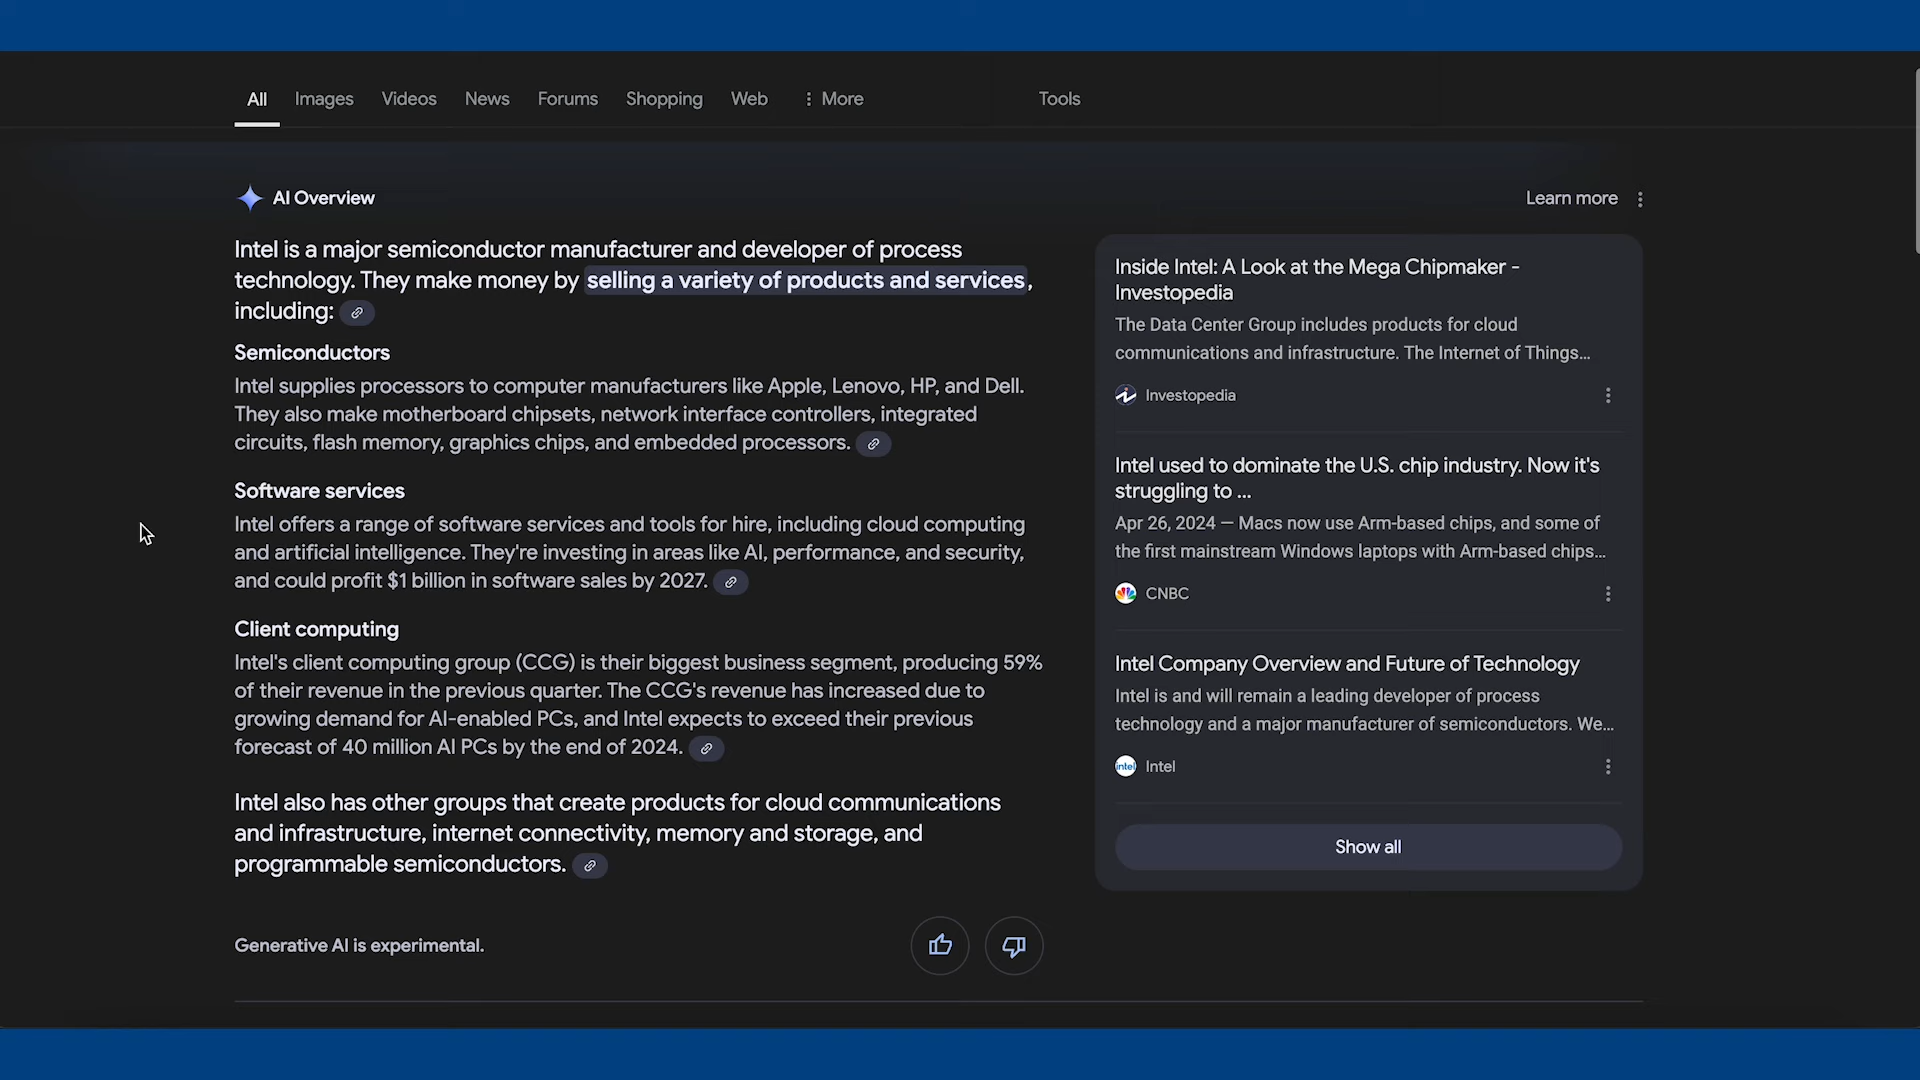 All Images Videos News Forums Shopping Web More Tools
AI Overview
Learn more
Intel is a major semiconductor manufacturer and developer of process
technology. They make money by selling a variety of products and services,
including:
Semiconductors
Intel supplies processors to computer manufacturers like Apple, Lenovo, HP, and Dell.
They also make motherboard chipsets, network interface controllers, integrated
circuits, flash memory, graphics chips, and embedded processors.
Software services
Intel offers a range of software services and tools for hire, including cloud computing
and artificial intelligence. They're investing in areas like AI, performance, and security,
and could profit $1 billion in software sales by 2027.
Client computing
Intel's client computing group (CCG) is their biggest business segment, producing 59%
of their revenue in the previous quarter. The CCG's revenue has increased due to
growing demand for AI-enabled PCs, and Intel expects to exceed their previous
forecast of 40 million AI PCs by the end of 2024.
Intel also has other groups that create products for cloud communications
and infrastructure, internet connectivity, memory and storage, and
programmable semiconductors.
Generative AI is experimental.
Inside Intel: A Look at the Mega Chipmaker -
Investopedia
The Data Center Group includes products for cloud
communications and infrastructure. The Internet of Things...
Investopedia
Intel used to dominate the U.S. chip industry. Now it's
struggling to ...
Apr 26, 2024 — Macs now use Arm-based chips, and some of
the first mainstream Windows laptops with Arm-based chips...
CNBC
Intel Company Overview and Future of Technology
Intel is and will remain a leading developer of process
technology and a major manufacturer of semiconductors. We...
intel Intel
Show all